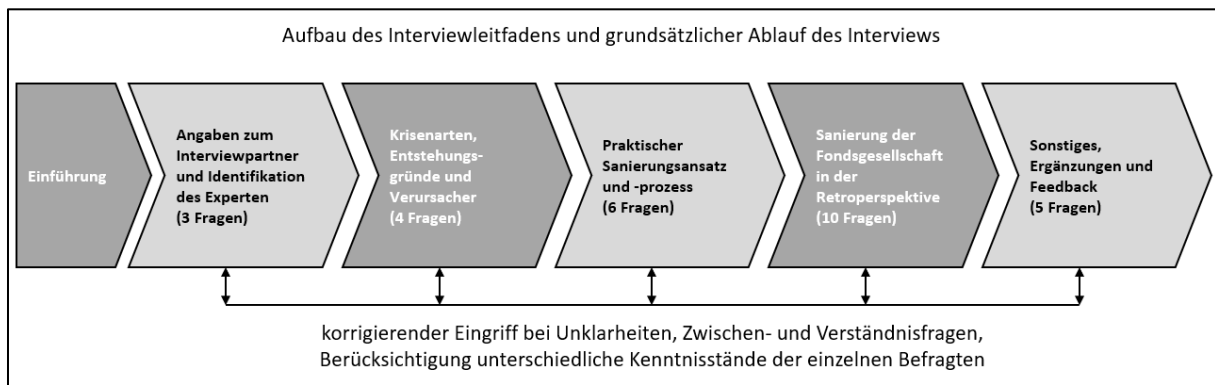 Aufbau des Interviewleitfadens und grundsätzlicher Ablauf des Interviews
Einführung
Angaben zum
Interviewpartner
und Identifikation
des Experten
(3 Fragen)
Krisenarten,
Entstehungs-
gründe und
Verursacher
(4 Fragen)
Praktischer
Sanierungsansatz
und -prozess
(6 Fragen)
Sanierung der
Fondsgesellschaft
in der
Retroperspektive
(10 Fragen)
Sonstiges,
Ergänzungen und
Feedback
(5 Fragen)
korrigierender Eingriff bei Unklarheiten, Zwischen- und Verständnisfragen,
Berücksichtigung unterschiedliche Kenntnisstände der einzelnen Befragten